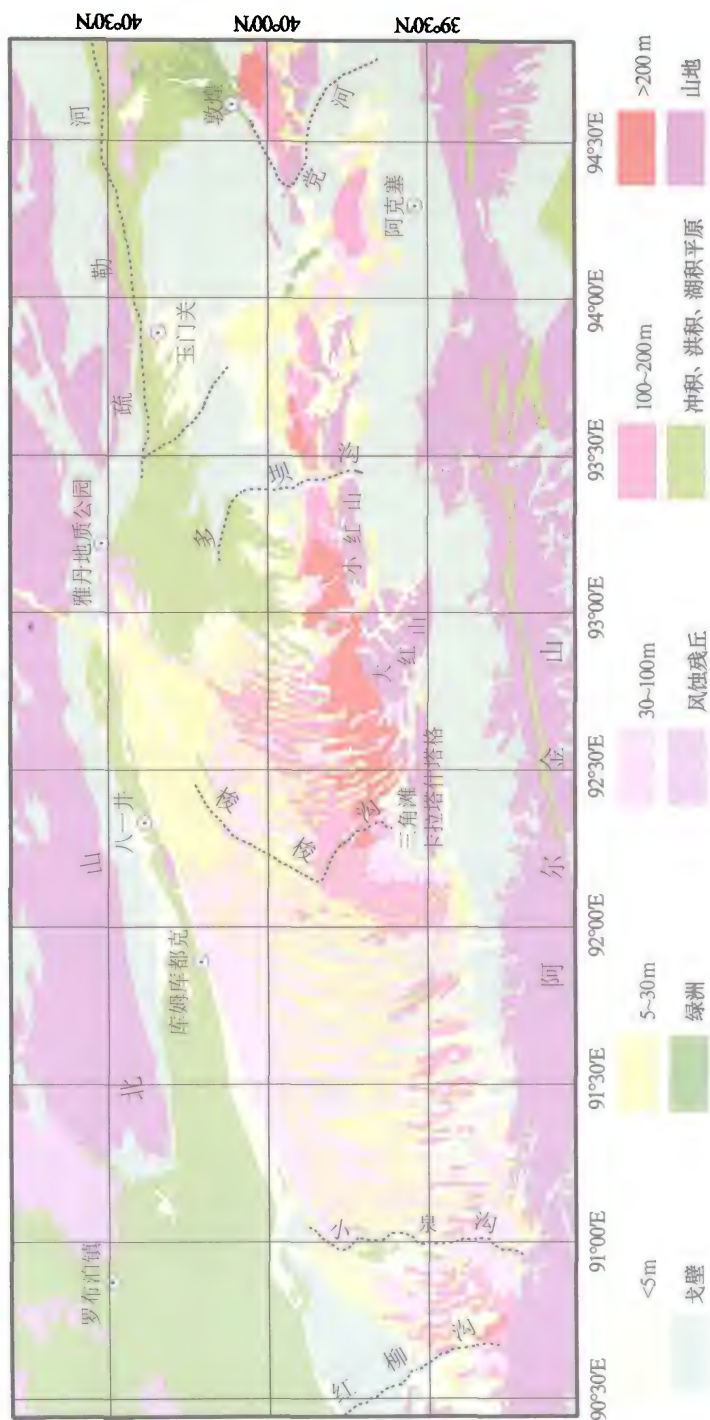 40°30′N
40°00′N
39°30′N
罗布泊镇
北 山
八一井
雅丹地质公园
疏 勒 河
库姆库都克
玉门关
敦煌
党 河
多 坝 沟
梭 梭 沟
小红山
大红山
阿克塞
三角滩
卡拉塔什塔格
红 柳 沟
小 泉 沟
阿 尔 金 山
90°30′E
91°00′E
91°30′E
92°00′E
92°30′E
93°00′E
93°30′E
94°00′E
94°30′E
<5m
5~30m
30~100m
100~200m
>200m
戈壁
绿洲
风蚀残丘
冲积、洪积、湖积平原
山地